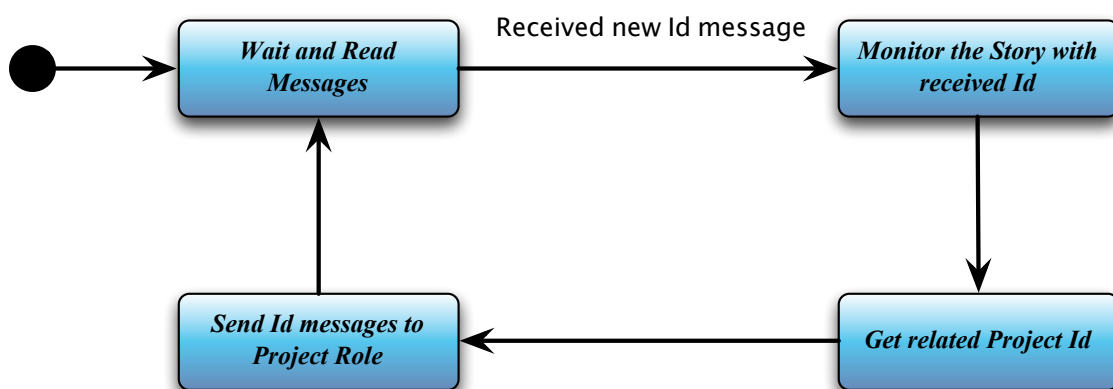 Wait and Read
Messages
Received new Id message
Monitor the Story with
received Id
Send Id messages to
Project Role
Get related Project Id